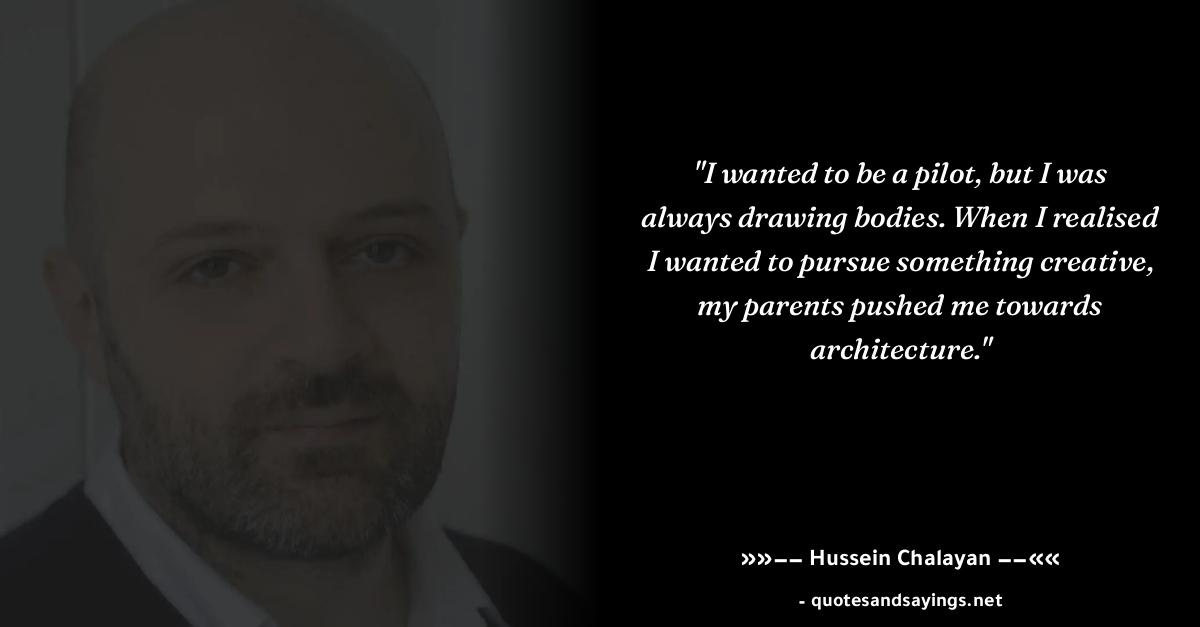 "I wanted to be a pilot, but I was
always drawing bodies. When I realised
I wanted to pursue something creative,
my parents pushed me towards
architecture."
»»−− Hussein Chalayan −−««
- quotesandsayings.net